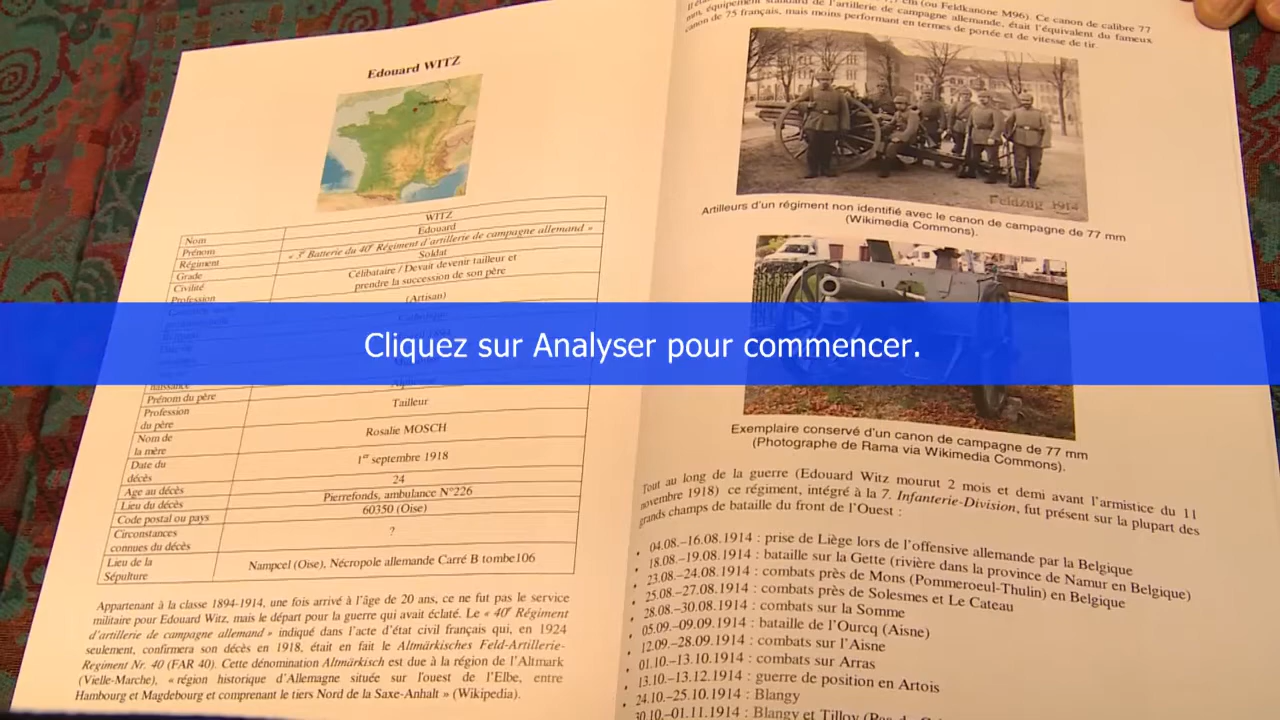 Edouard WITZ
Nom WITZ
Prénom Edouard
Régiment « 3e Batterie du 40e Régiment d'artillerie de campagne allemand »
Grade Soldat
Civilité Célibataire / Devait devenir tailleur et
prendre la succession de son père
Profession (Artisan)
naissance
Prénom du père
Profession Tailleur
du père
Nom de Rosalie MOSCH
la mère
Date du 1er septembre 1918
décès
Age au décès 24
Lieu du décès Pierrefonds, ambulance N°226
Code postal ou pays 60350 (Oise)
Circonstances ?
connues du décès
Lieu de la Nampcel (Oise), Nécropole allemande Carré B tombe106
Sépulture
Appartenant à la classe 1894-1914, une fois arrivé à l'âge de 20 ans, ce ne fut pas le service
militaire pour Edouard Witz, mais le départ pour la guerre qui avait éclaté. Le « 40e Régiment
d'artillerie de campagne allemand » indiqué dans l'acte d'état civil français qui, en 1924
seulement, confirmera son décès en 1918, était en fait le Altmärkisches Feld-Artillerie-
Regiment Nr. 40 (FAR 40). Cette dénomination Altmärkisch est due à la région de l'Altmark
(Vielle-Marche), « région historique d'Allemagne située sur l'ouest de l'Elbe, entre
Hambourg et Magdebourg et comprenant le tiers Nord de la Saxe-Anhalt » (Wikipedia).
cm (ou Feldkanone M96). Ce canon de calibre 77
mm, équipement standard de l'artillerie de campagne allemande, était l'équivalent du fameux
canon de 75 français, mais moins performant en termes de portée et de vitesse de tir.
Feldzug 1914
Artilleurs d'un régiment non identifié avec le canon de campagne de 77 mm
(Wikimedia Commons).
Cliquez sur Analyser pour commencer.
Exemplaire conservé d'un canon de campagne de 77 mm
(Photographe de Rama via Wikimedia Commons).
Tout au long de la guerre (Edouard Witz mourut 2 mois et demi avant l'armistice du 11
novembre 1918) ce régiment, intégré à la 7. Infanterie-Division, fut présent sur la plupart des
grands champs de bataille du front de l'Ouest :
• 04.08.–16.08.1914 : prise de Liège lors de l'offensive allemande par la Belgique
• 18.08.–19.08.1914 : bataille sur la Gette (rivière dans la province de Namur en Belgique)
• 23.08.–24.08.1914 : combats près de Mons (Pommeroeul-Thulin) en Belgique
• 25.08.–27.08.1914 : combats près de Solesmes et Le Cateau
• 28.08.–30.08.1914 : combats sur la Somme
• 05.09.–09.09.1914 : bataille de l'Ourcq (Aisne)
• 12.09.–28.09.1914 : combats sur l'Aisne
• 01.10.–13.10.1914 : combats sur Arras
• 13.10.–13.12.1914 : guerre de position en Artois
• 24.10.–25.10.1914 : Blangy
30.10.–01.11.1914 : Blangy et Tilloy